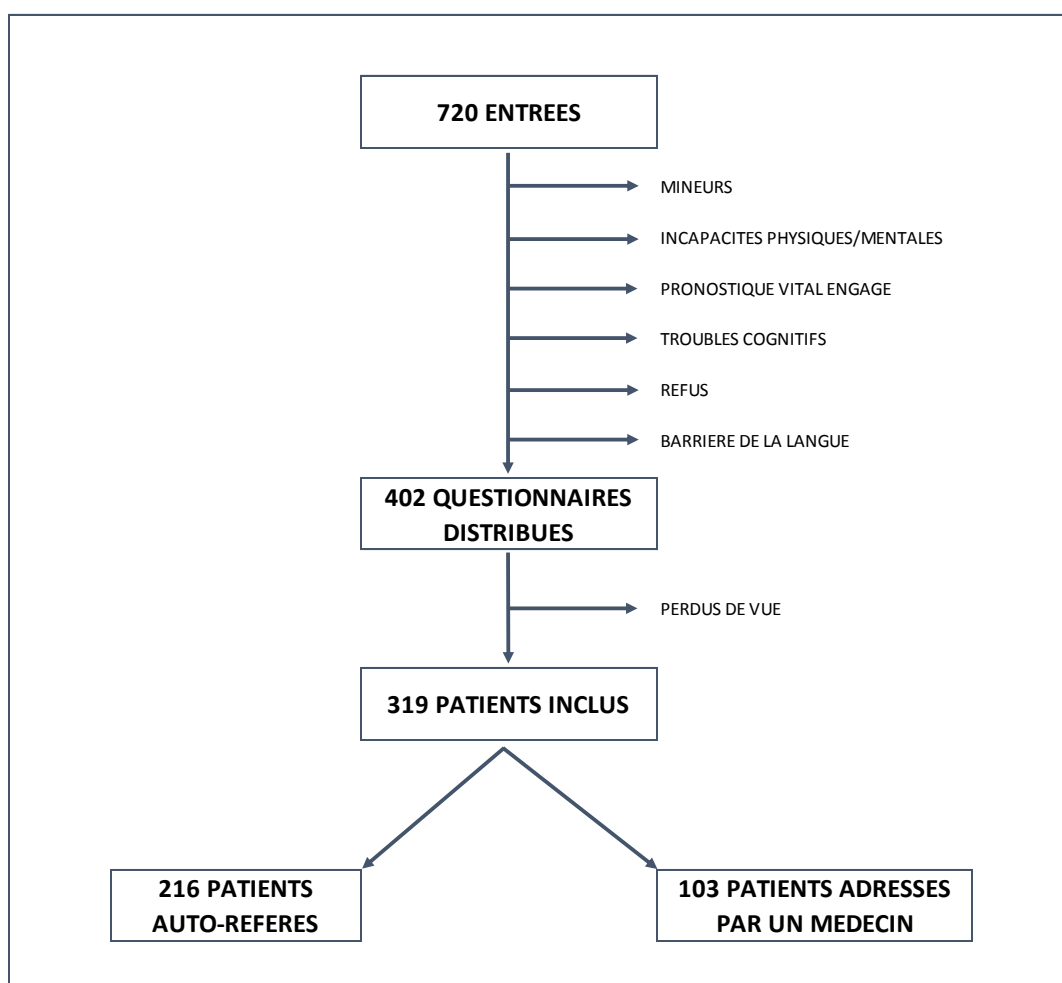 720 ENTREES
MINEURS
INCAPACITES PHYSIQUES/MENTALES
PRONOSTIQUE VITAL ENGAGE
TROUBLES COGNITIFS
REFUS
BARRIERE DE LA LANGUE
402 QUESTIONNAIRES
DISTRIBUES
PERDUS DE VUE
319 PATIENTS INCLUS
216 PATIENTS
AUTO-REFERES
103 PATIENTS ADRESSES
PAR UN MEDECIN